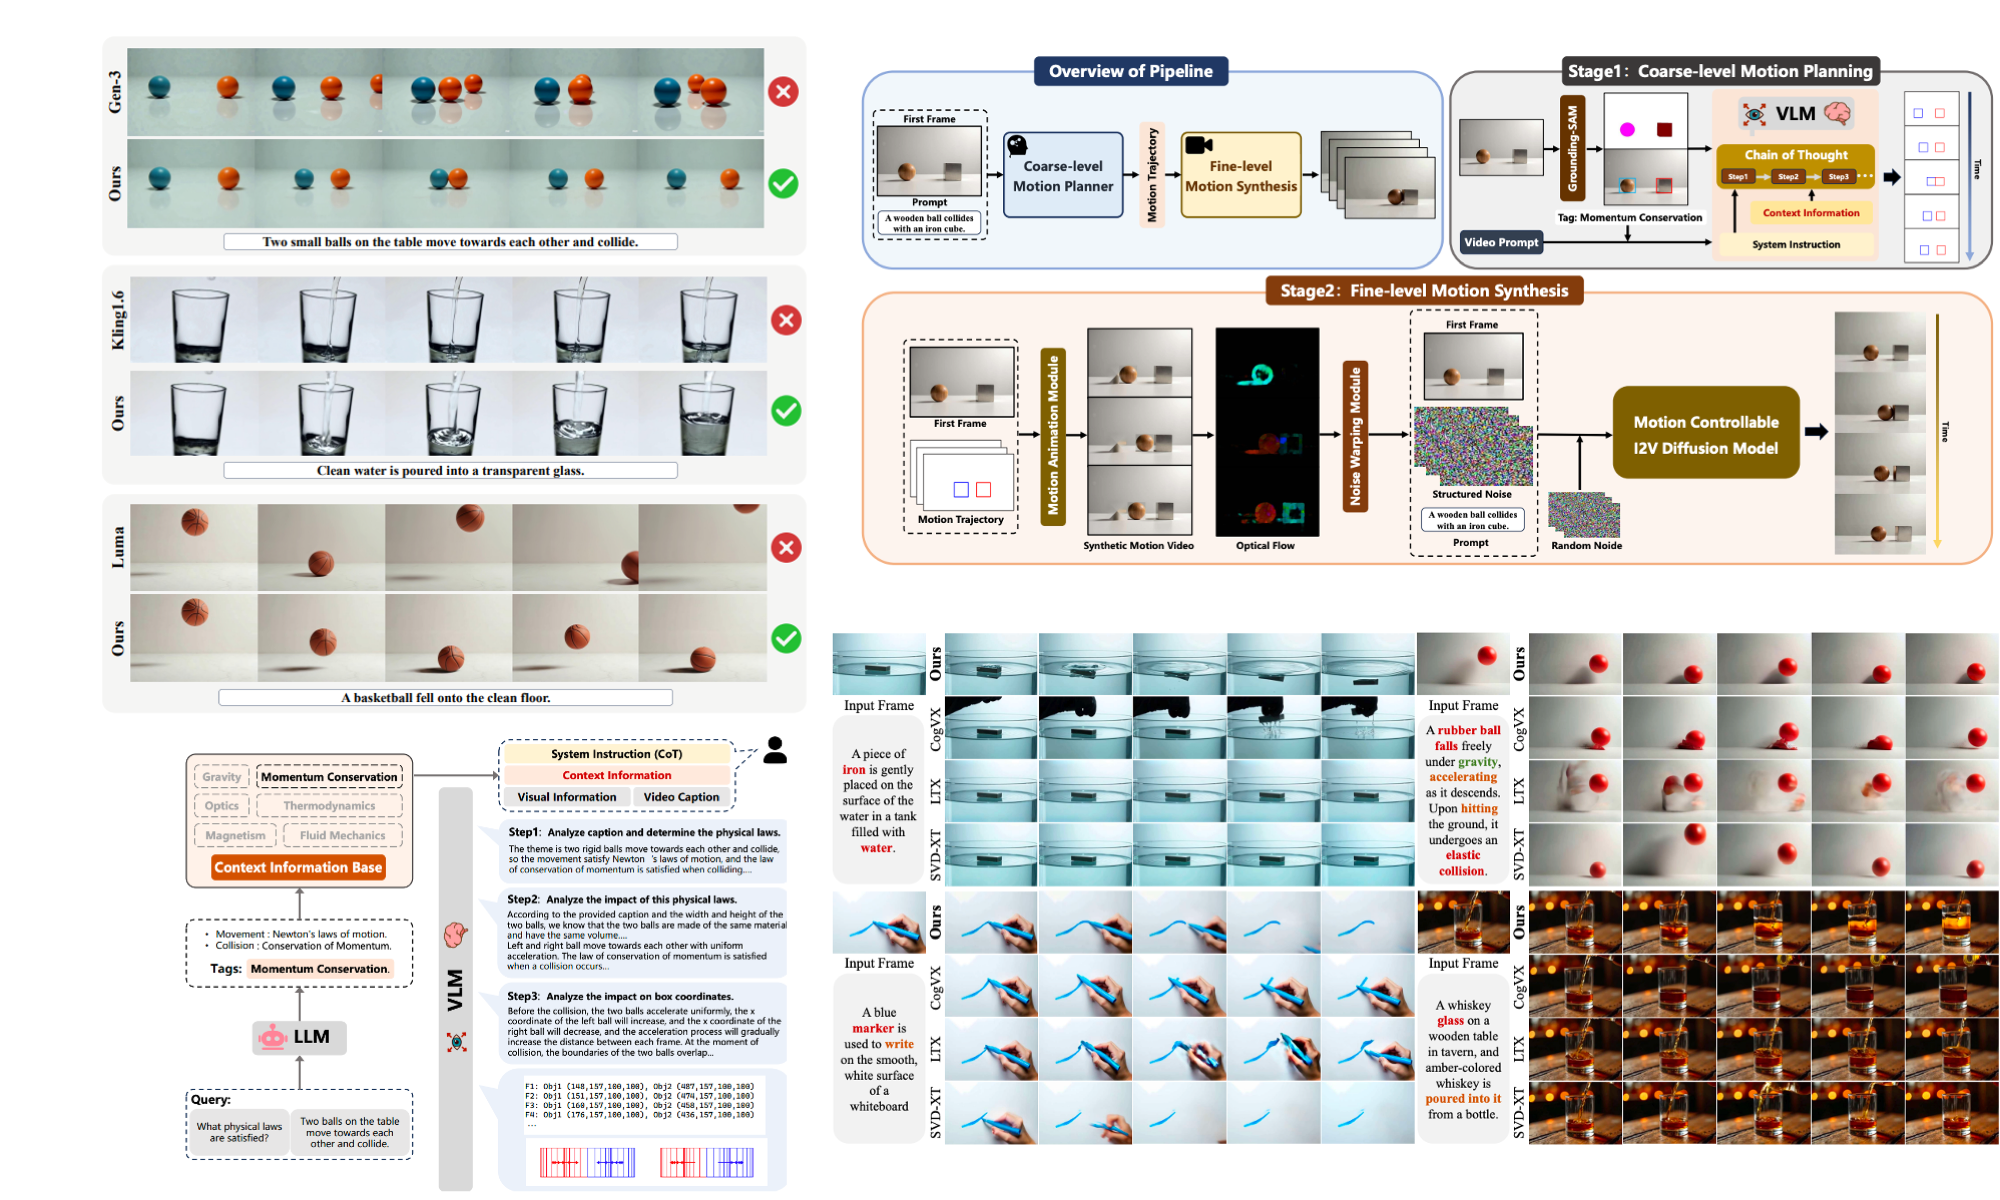 Gen-3
Ours
Two small balls on the table move towards each other and collide.
Kling1.6
Ours
Clean water is poured into a transparent glass.
Luma
Ours
A basketball fell onto the clean floor.
Overview of Pipeline
First Frame
Prompt
A wooden ball collides
with an iron cube.
Coarse-level
Motion Planner
Motion Trajectory
Fine-level
Motion Synthesis
Stage1: Coarse-level Motion Planning
Grounding-SAM
Tag: Momentum Conservation
Video Prompt
VLM
Chain of Thought
Step1
Step2
Step3
Context Information
System Instruction
Time
Stage2: Fine-level Motion Synthesis
First Frame
Motion Trajectory
Motion Animation Module
Synthetic Motion Video
Optical Flow
Noise Warping Module
First Frame
Structured Noise
A wooden ball collides
with an iron cube.
Prompt
Random Noide
Motion Controllable
I2V Diffusion Model
Time
Gravity
Momentum Conservation
Optics
Thermodynamics
Magnetism
Fluid Mechanics
Context Information Base
• Movement : Newton's laws of motion.
• Collision : Conservation of Momentum.
Tags: Momentum Conservation.
LLM
Query:
What physical laws
are satisfied?
Two balls on the table
move towards each
other and collide.
System Instruction (CoT)
Context Information
Visual Information
Video Caption
VLM
Step1: Analyze caption and determine the physical laws.
The theme is two rigid balls move towards each other and collide,
so the movement satisfy Newton 's laws of motion, and the law
of conservation of momentum is satisfied when colliding....
Step2: Analyze the impact of this physical laws.
According to the provided caption and the width and height of the
two balls, we know that the two balls are made of the same material
and have the same volume....
Left and right ball move towards each other with uniform
acceleration. The law of conservation of momentum is satisfied
when a collision occurs...
Step3: Analyze the impact on box coordinates.
Before the collision, the two balls accelerate uniformly, the x
coordinate of the left ball will increase, and the x coordinate of the
right ball will decrease, and the acceleration process will gradually
increase the distance between each frame. At the moment of
collision, the boundaries of the two balls overlap...
F1: Obj1 (148,157,100,100), Obj2 (487,157,100,100)
F2: Obj1 (151,157,100,100), Obj2 (474,157,100,100)
F3: Obj1 (160,157,100,100), Obj2 (458,157,100,100)
F4: Obj1 (176,157,100,100), Obj2 (436,157,100,100)
...
Input Frame
A piece of
iron is gently
placed on the
surface of the
water in a tank
filled with
water.
Ours
CogVX
LTX
SVD-XT
Input Frame
A rubber ball
falls freely
under gravity,
accelerating
as it descends.
Upon hitting
the ground, it
undergoes an
elastic
collision.
Ours
CogVX
LTX
SVD-XT
Input Frame
A blue
marker is
used to write
on the smooth,
white surface
of a
whiteboard
Ours
CogVX
LTX
SVD-XT
Input Frame
A whiskey
glass on a
wooden table
in tavern, and
amber-colored
whiskey is
poured into it
from a bottle.
Ours
CogVX
LTX
SVD-XT